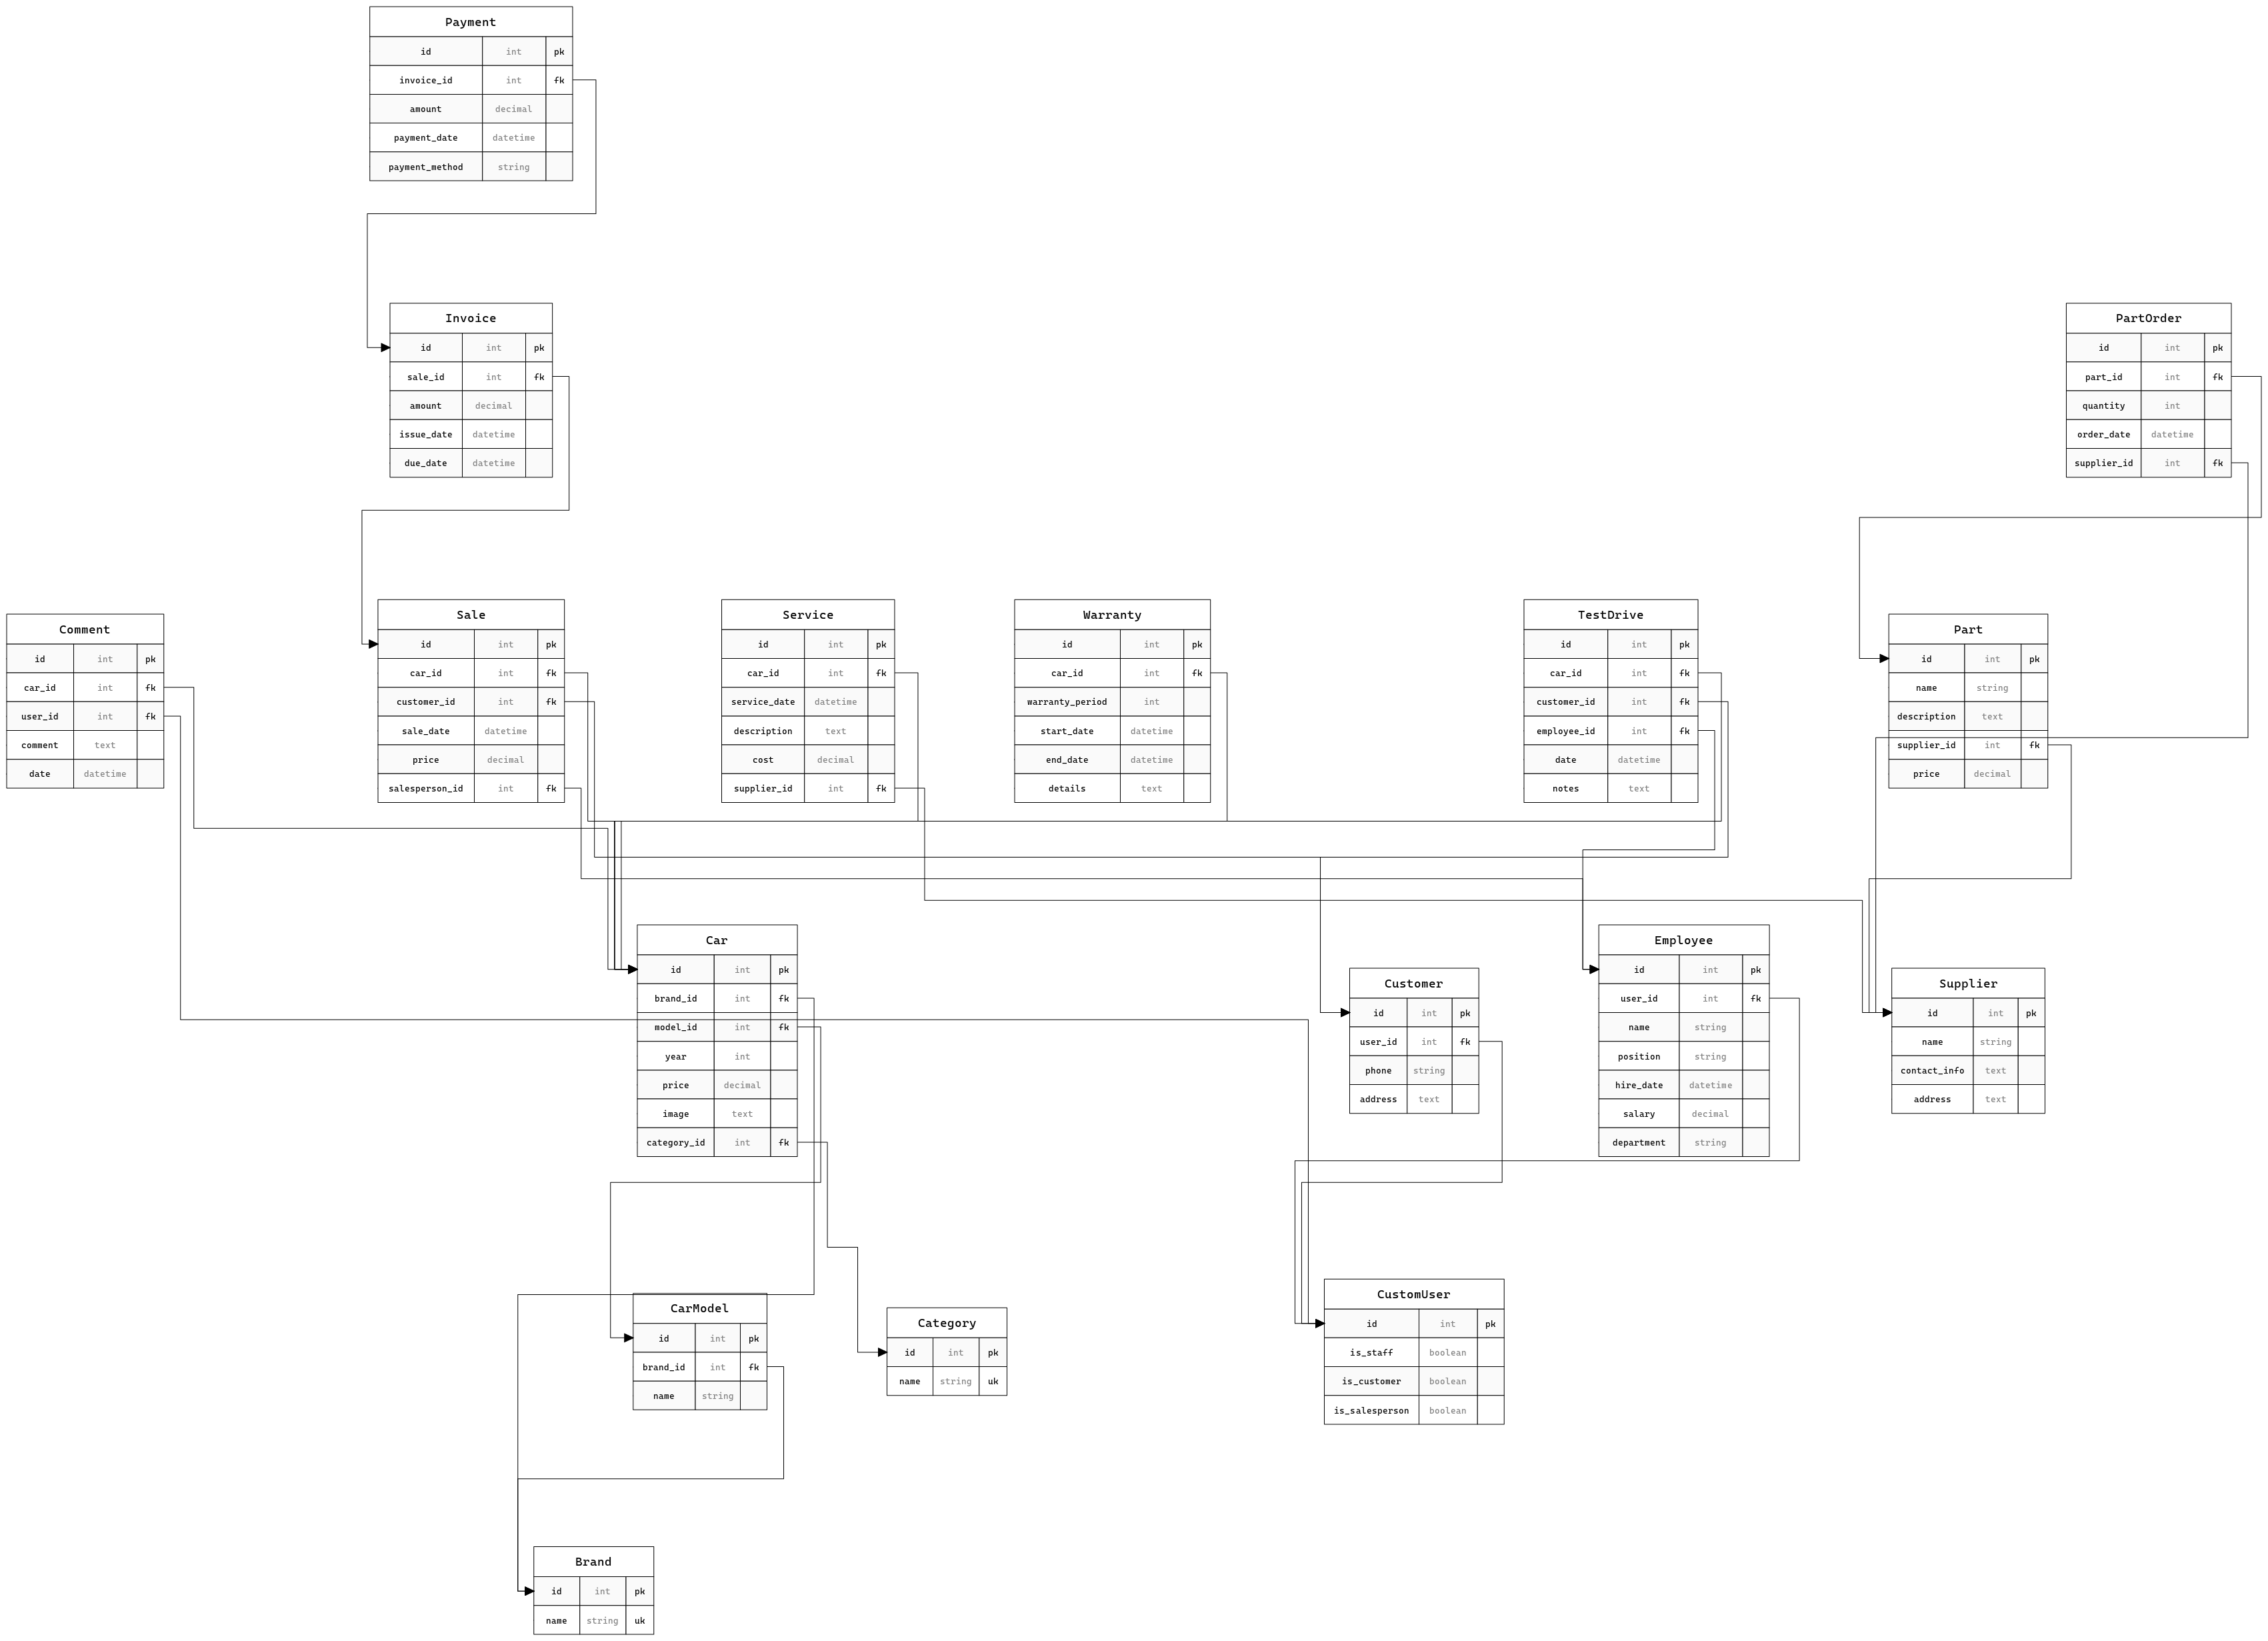 Payment
id int pk
invoice_id int fk
amount decimal
payment_date datetime
payment_method string
Invoice
id int pk
sale_id int fk
amount decimal
issue_date datetime
due_date datetime
PartOrder
id int pk
part_id int fk
quantity int
order_date datetime
supplier_id int fk
Comment
id int pk
car_id int fk
user_id int fk
comment text
date datetime
Sale
id int pk
car_id int fk
customer_id int fk
sale_date datetime
price decimal
salesperson_id int fk
Service
id int pk
car_id int fk
service_date datetime
description text
cost decimal
supplier_id int fk
Warranty
id int pk
car_id int fk
warranty_period int
start_date datetime
end_date datetime
details text
TestDrive
id int pk
car_id int fk
customer_id int fk
employee_id int fk
date datetime
notes text
Part
id int pk
name string
description text
supplier_id int fk
price decimal
Car
id int pk
brand_id int fk
model_id int fk
year int
price decimal
image text
category_id int fk
Customer
id int pk
user_id int fk
phone string
address text
Employee
id int pk
user_id int fk
name string
position string
hire_date datetime
salary decimal
department string
Supplier
id int pk
name string
contact_info text
address text
CarModel
id int pk
brand_id int fk
name string
Category
id int pk
name string uk
CustomUser
id int pk
is_staff boolean
is_customer boolean
is_salesperson boolean
Brand
id int pk
name string uk